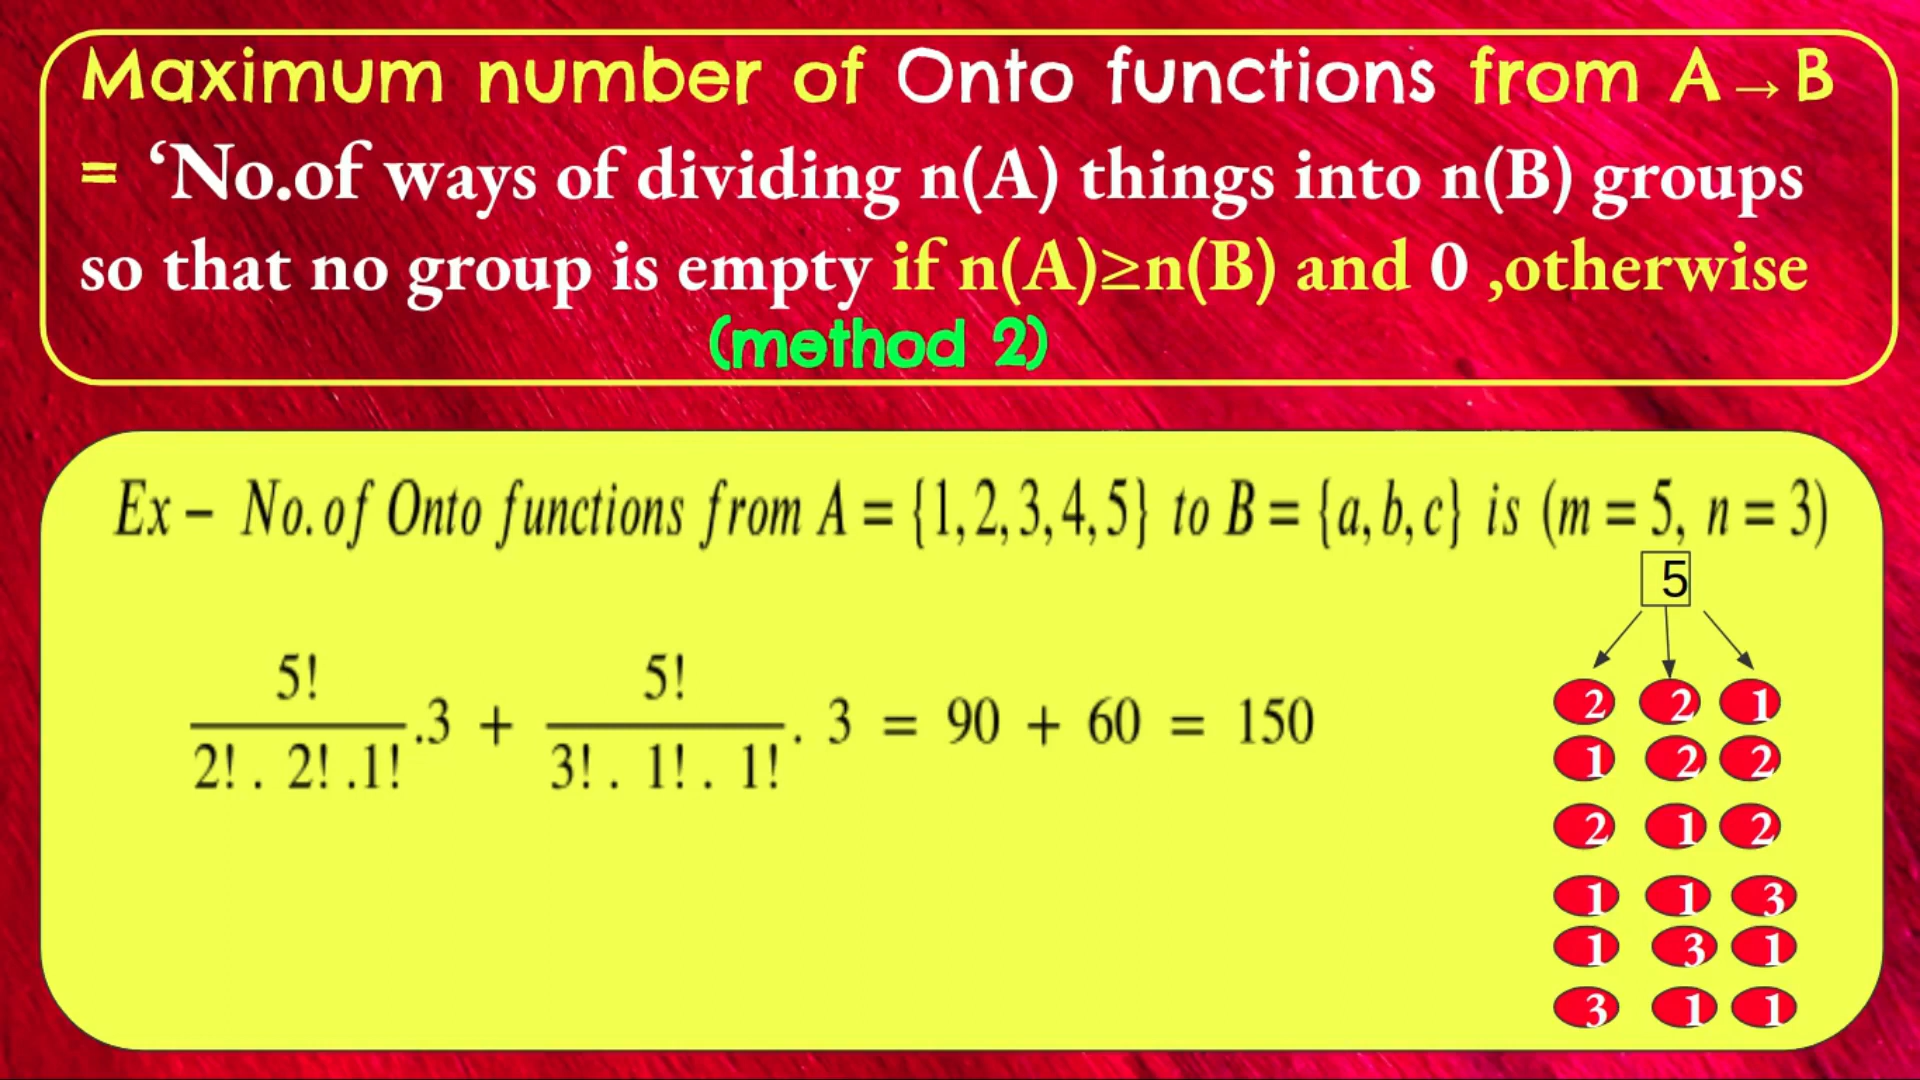 Maximum number of Onto functions from A→B
= ‘No.of ways of dividing n(A) things into n(B) groups
so that no group is empty if n(A)≥n(B) and 0 ,otherwise
(method 2)
Ex – No.of Onto functions from A = {1,2,3,4,5} to B = {a,b,c} is (m = 5, n = 3)
5
5! / 2! . 2! .1! .3 + 5! / 3! . 1! . 1! . 3 = 90 + 60 = 150
2 2 1
1 2 2
2 1 2
1 1 3
1 3 1
3 1 1